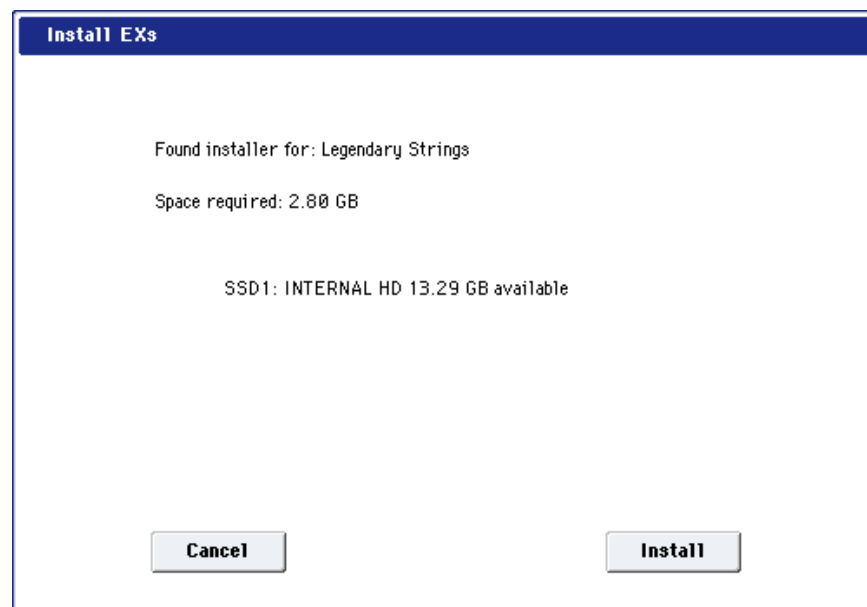 Install EXs
Found installer for: Legendary Strings
Space required: 2.80 GB
SSD1: INTERNAL HD 13.29 GB available
Cancel
Install